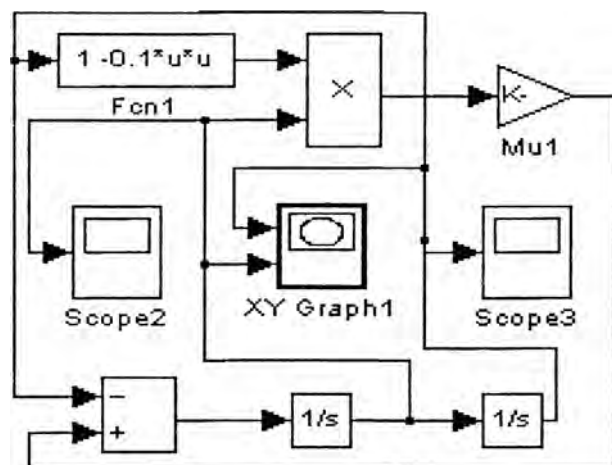 1 -0.1*u*u
Fcn1
X
K-
Mu1
Scope2
XY Graph1
Scope3
-
+
1/s
1/s